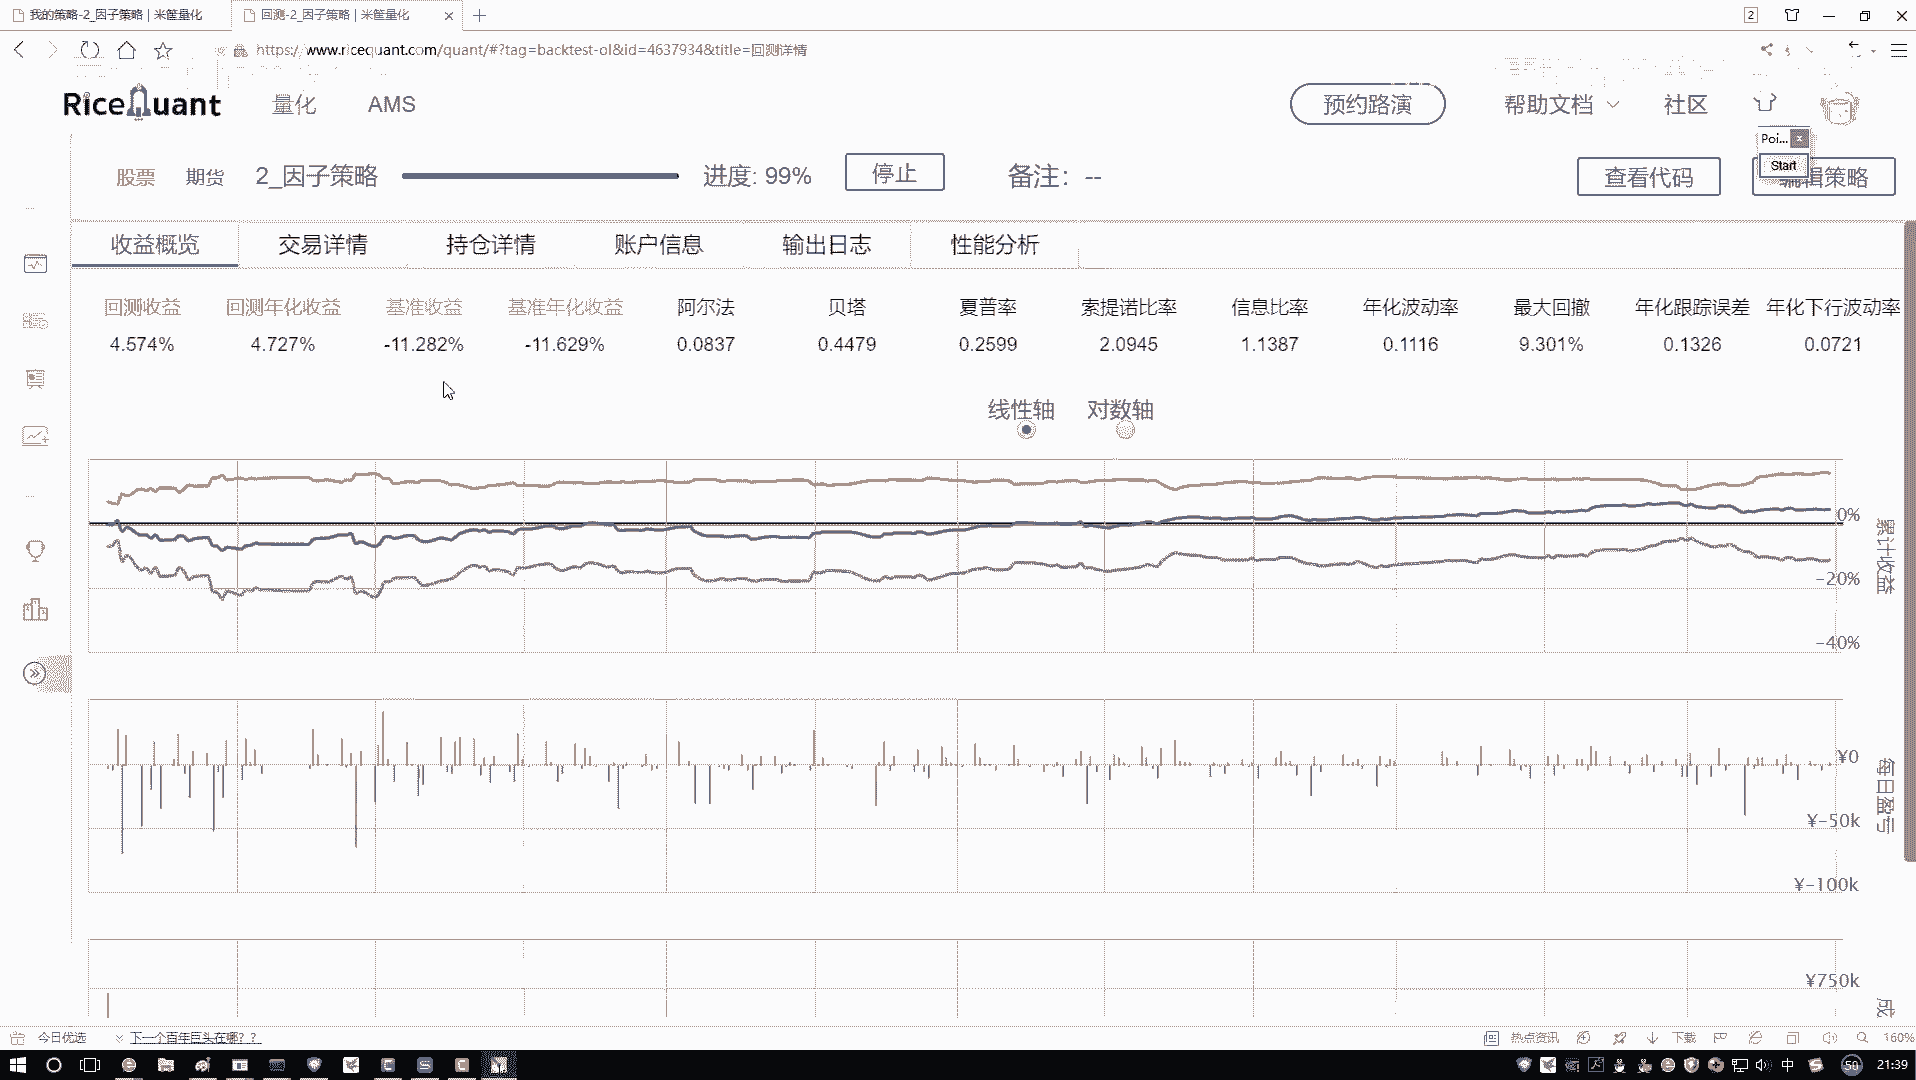 我的策略-2_因子策略 | 米筐量化
回测-2_因子策略 | 米筐量化
2
https://www.ricequant.com/quant/#?tag=backtest-ol&id=4637934&title=回测详情
RiceQuant 量化 AMS 预约路演 帮助文档 社区
Poi...
Start
股票 期货 2_因子策略 进度: 99% 停止 备注: -- 查看代码 编辑策略
收益概览 交易详情 持仓详情 账户信息 输出日志 性能分析
回测收益 回测年化收益 基准收益 基准年化收益 阿尔法 贝塔 夏普率 索提诺比率 信息比率 年化波动率 最大回撤 年化跟踪误差 年化下行波动率
4.574% 4.727% -11.282% -11.629% 0.0837 0.4479 0.2599 2.0945 1.1387 0.1116 9.301% 0.1326 0.0721
线性轴 对数轴
0%
-20%
-40%
累计收益
¥0
¥-50k
¥-100k
每日盈亏
¥750k
成
今日优选 下一个百年巨头在哪？？ 热点资讯 下载 160%
中 50 21:39